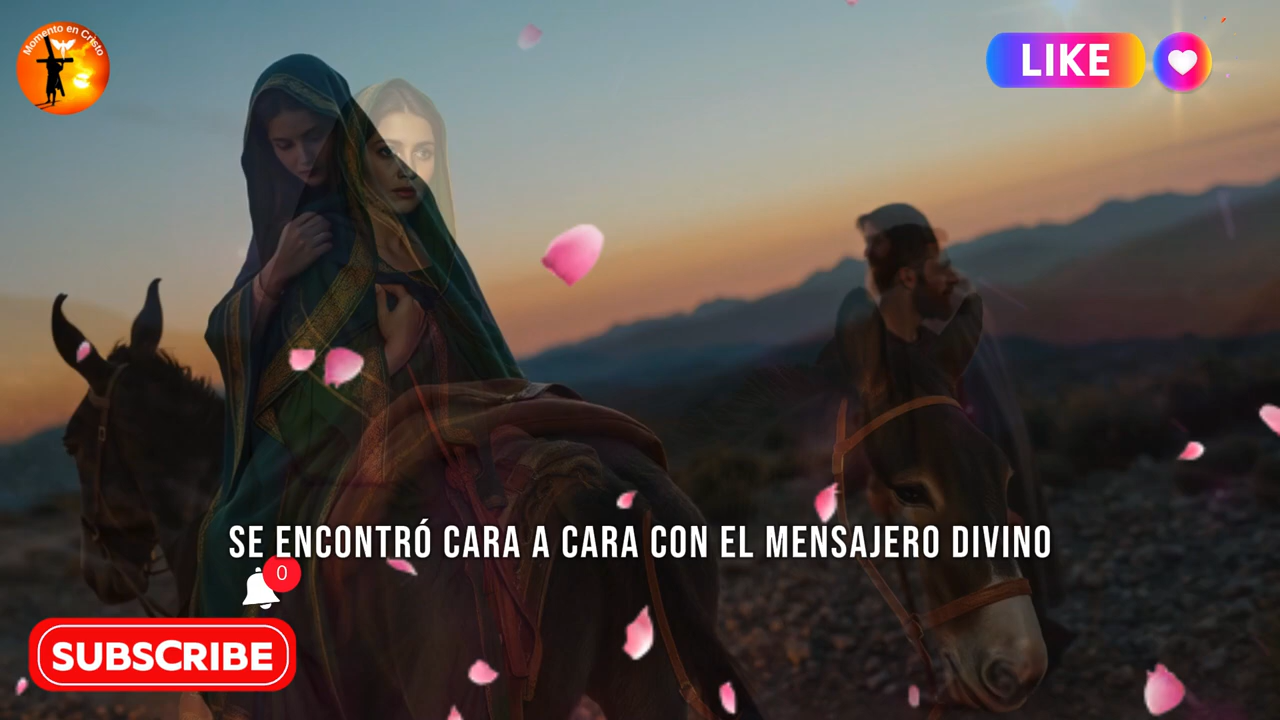 Momento en Cristo
LIKE
SE ENCONTRÓ CARA A CARA CON EL MENSAJERO DIVINO
0
SUBSCRIBE